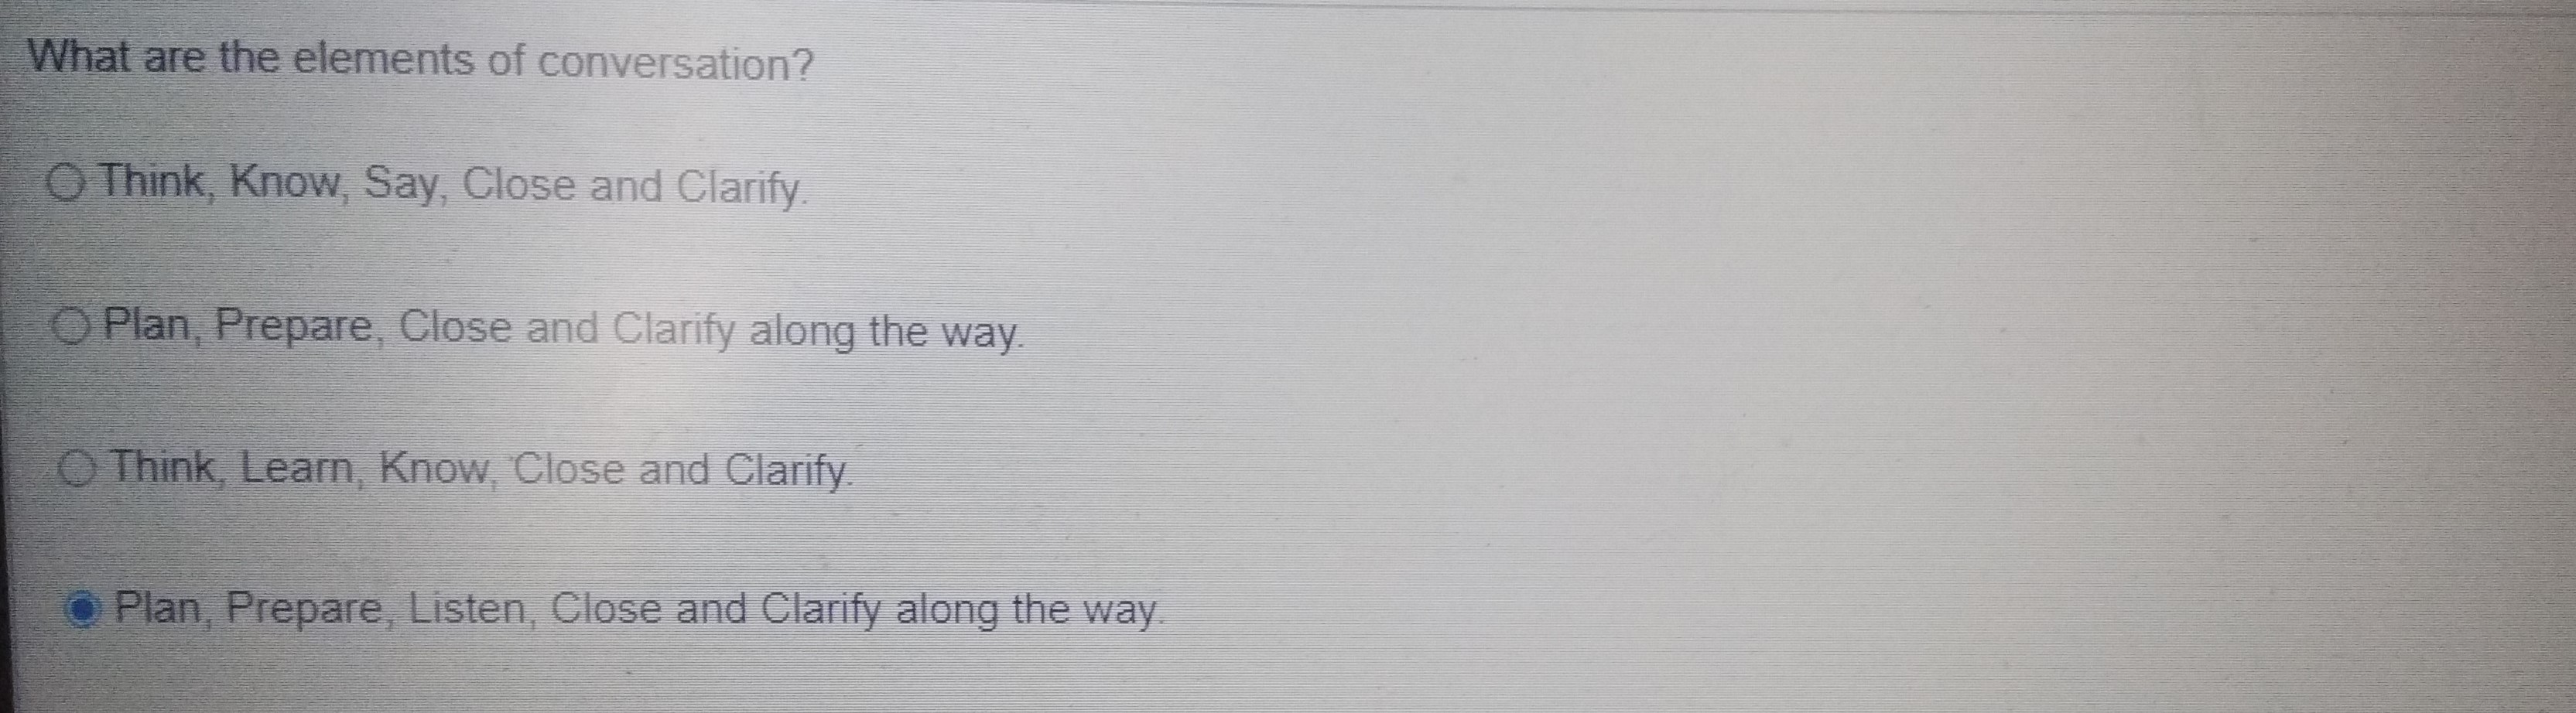 What are the elements of conversation?
Think, Know, Say, Close and Clarify.
Plan, Prepare, Close and Clarify along the way.
Think, Learn, Know, Close and Clarify.
Plan, Prepare, Listen, Close and Clarify along the way.